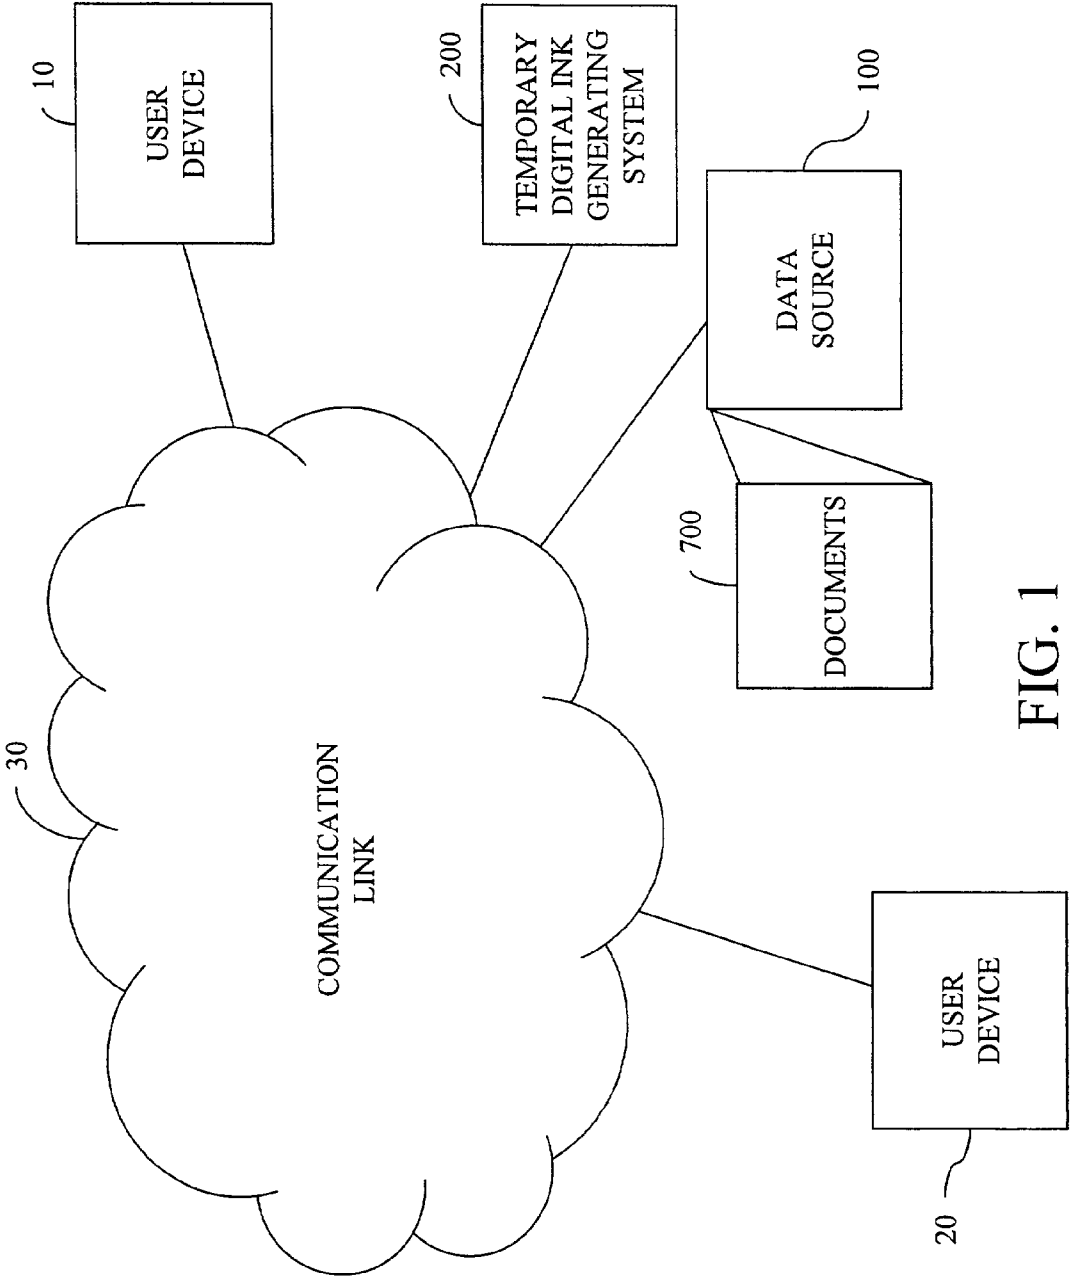 30
10
USER
DEVICE
COMMUNICATION
LINK
200
TEMPORARY
DIGITAL INK
GENERATING
SYSTEM
700
DATA
SOURCE
DOCUMENTS
100
20
USER
DEVICE
FIG. 1